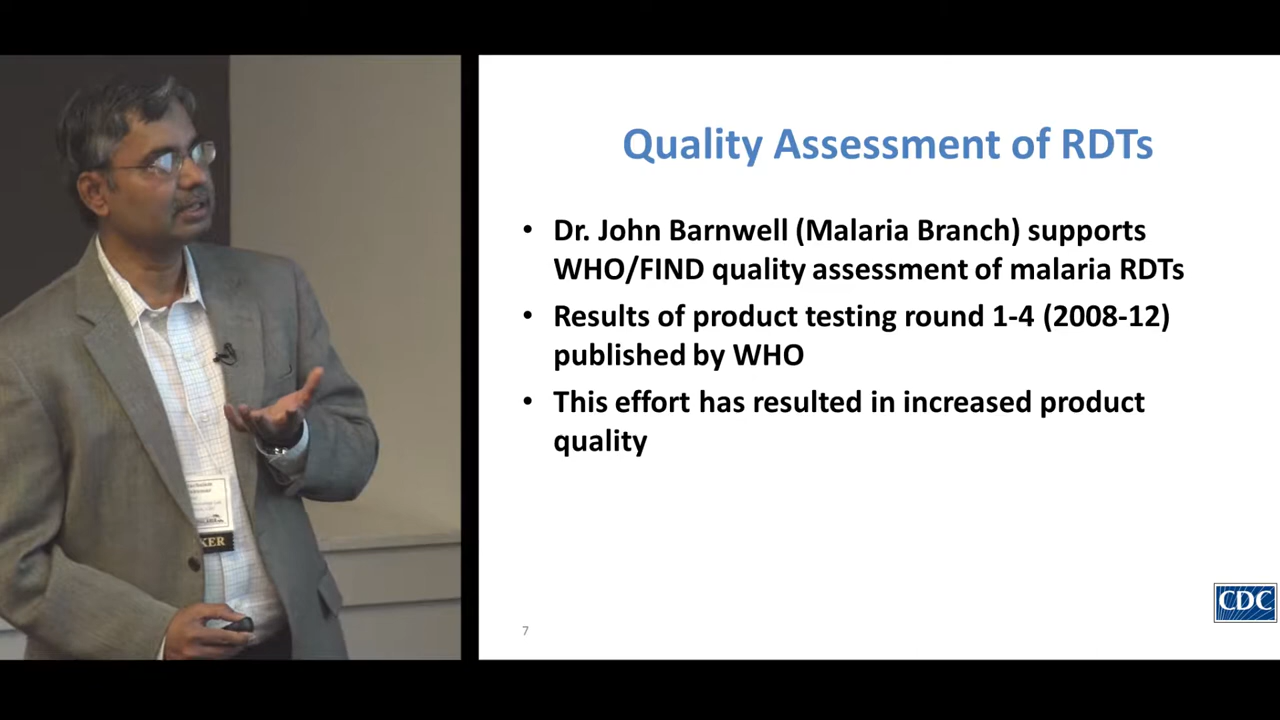 Quality Assessment of RDTs
• Dr. John Barnwell (Malaria Branch) supports
WHO/FIND quality assessment of malaria RDTs
• Results of product testing round 1-4 (2008-12)
published by WHO
• This effort has resulted in increased product
quality
CDC
7
KER